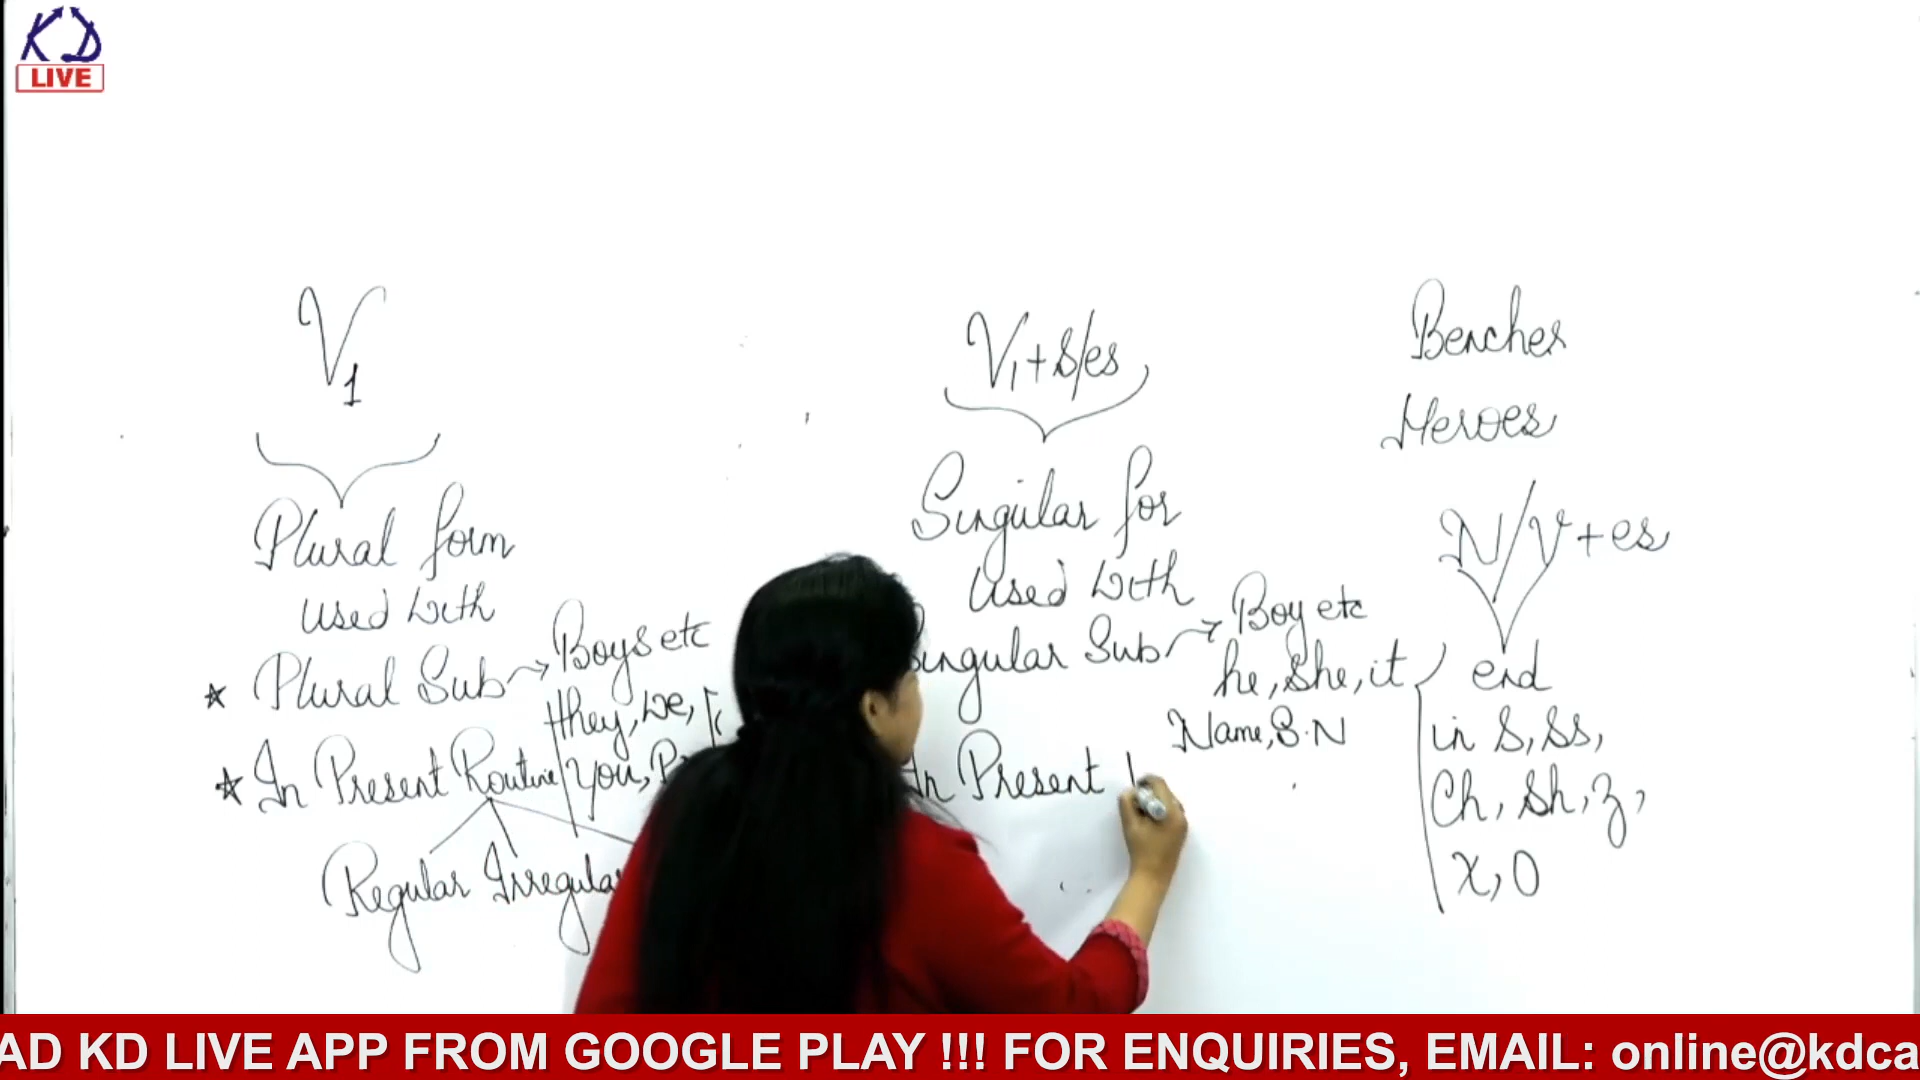 KD
LIVE
V1
Plural form
used with
★ Plural Sub → Boys etc
they, we,
You,
★ In Present Routine
Regular Irregular
V1+s/es
Singular for
used with
Singular Sub → Boy etc
he, she, it
Name, P.N
In Present
Benches
Heroes
N/V+es
end
in s, ss,
Ch, sh, z,
x, o
AD KD LIVE APP FROM GOOGLE PLAY !!! FOR ENQUIRIES, EMAIL: online@kdca